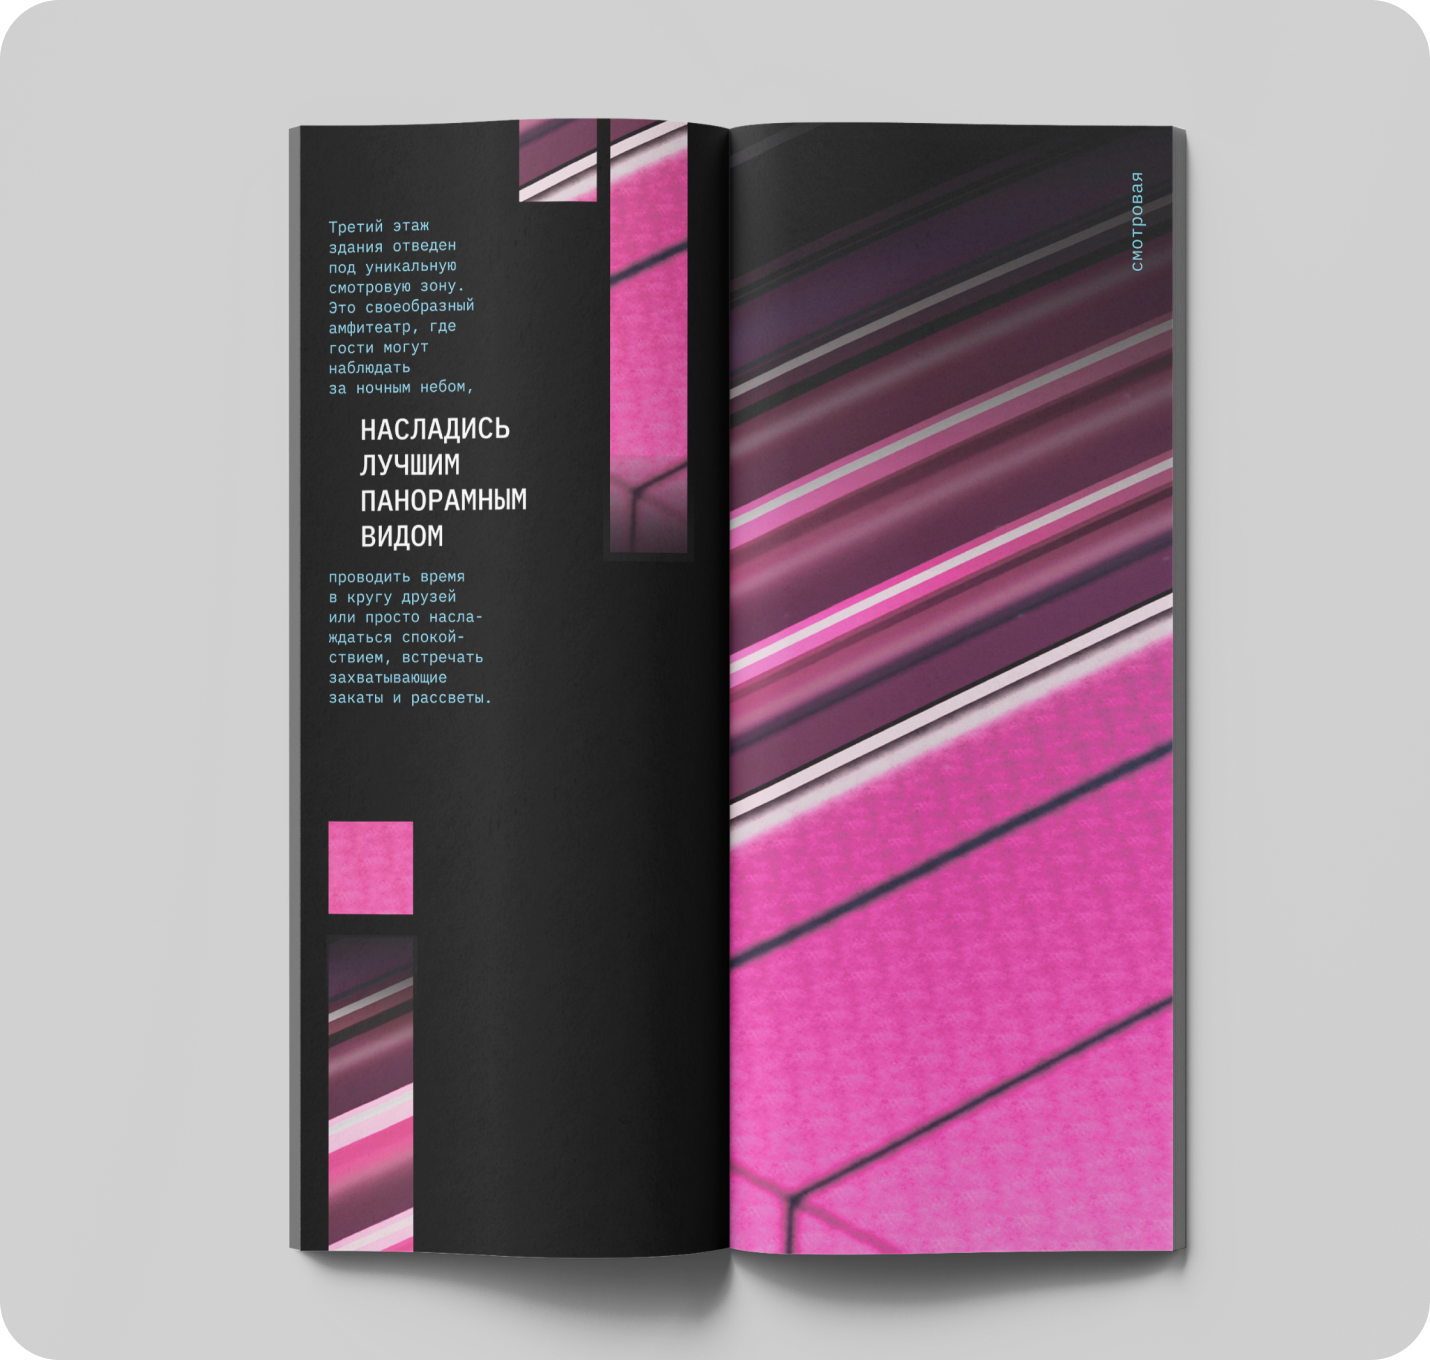 Третий этаж
здания отведен
под уникальную
смотровую зону.
Это своеобразный
амфитеатр, где
гости могут
наблюдать
за ночным небом,
НАСЛАДИСЬ
ЛУЧШИМ
ПАНОРАМНЫМ
ВИДОМ
проводить время
в кругу друзей
или просто насла-
ждаться спокой-
ствием, встречать
захватывающие
закаты и рассветы.
смотровая